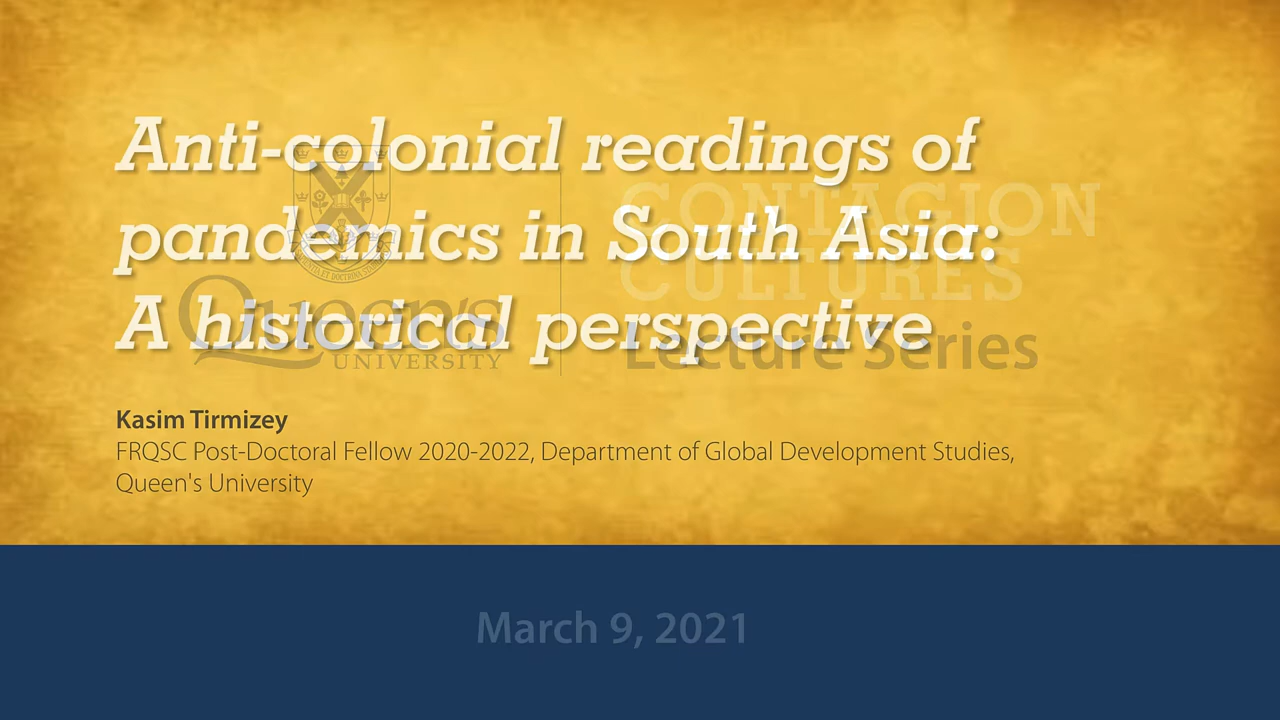 Anti-colonial readings of
pandemics in South Asia:
A historical perspective
CONTAGION
CULTURES
Lecture Series
QUEEN'S
UNIVERSITY
Kasim Tirmizey
FRQSC Post-Doctoral Fellow 2020-2022, Department of Global Development Studies,
Queen's University
March 9, 2021